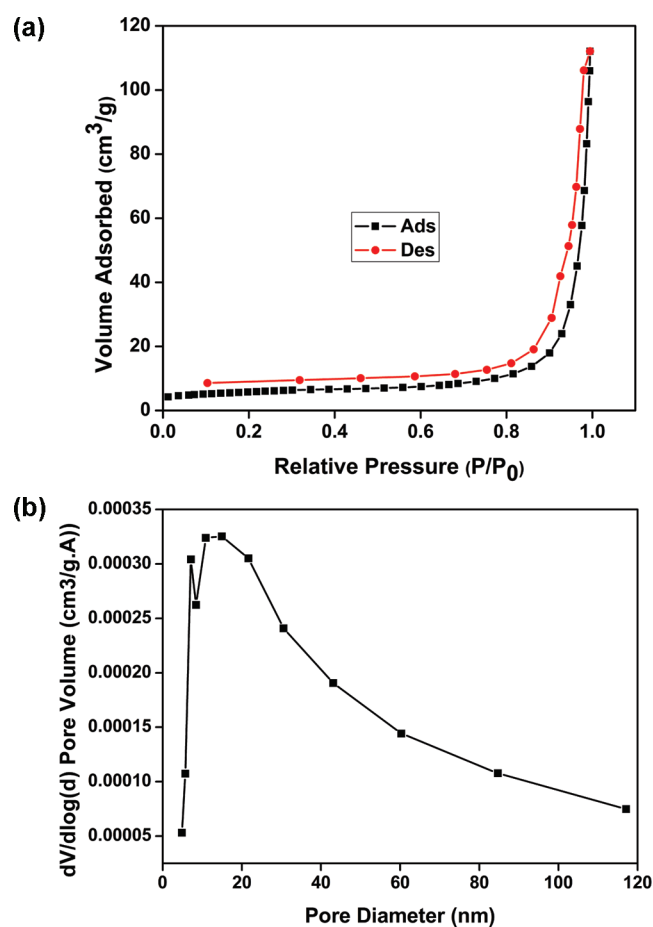 (a)
120
100
80
60
40
20
0
Volume Adsorbed (cm³/g)
Ads
Des
0.0 0.2 0.4 0.6 0.8 1.0
Relative Pressure (P/P₀)
(b)
0.00035
0.00030
0.00025
0.00020
0.00015
0.00010
0.00005
dV/dlog(d) Pore Volume (cm3/g.A))
0 20 40 60 80 100 120
Pore Diameter (nm)